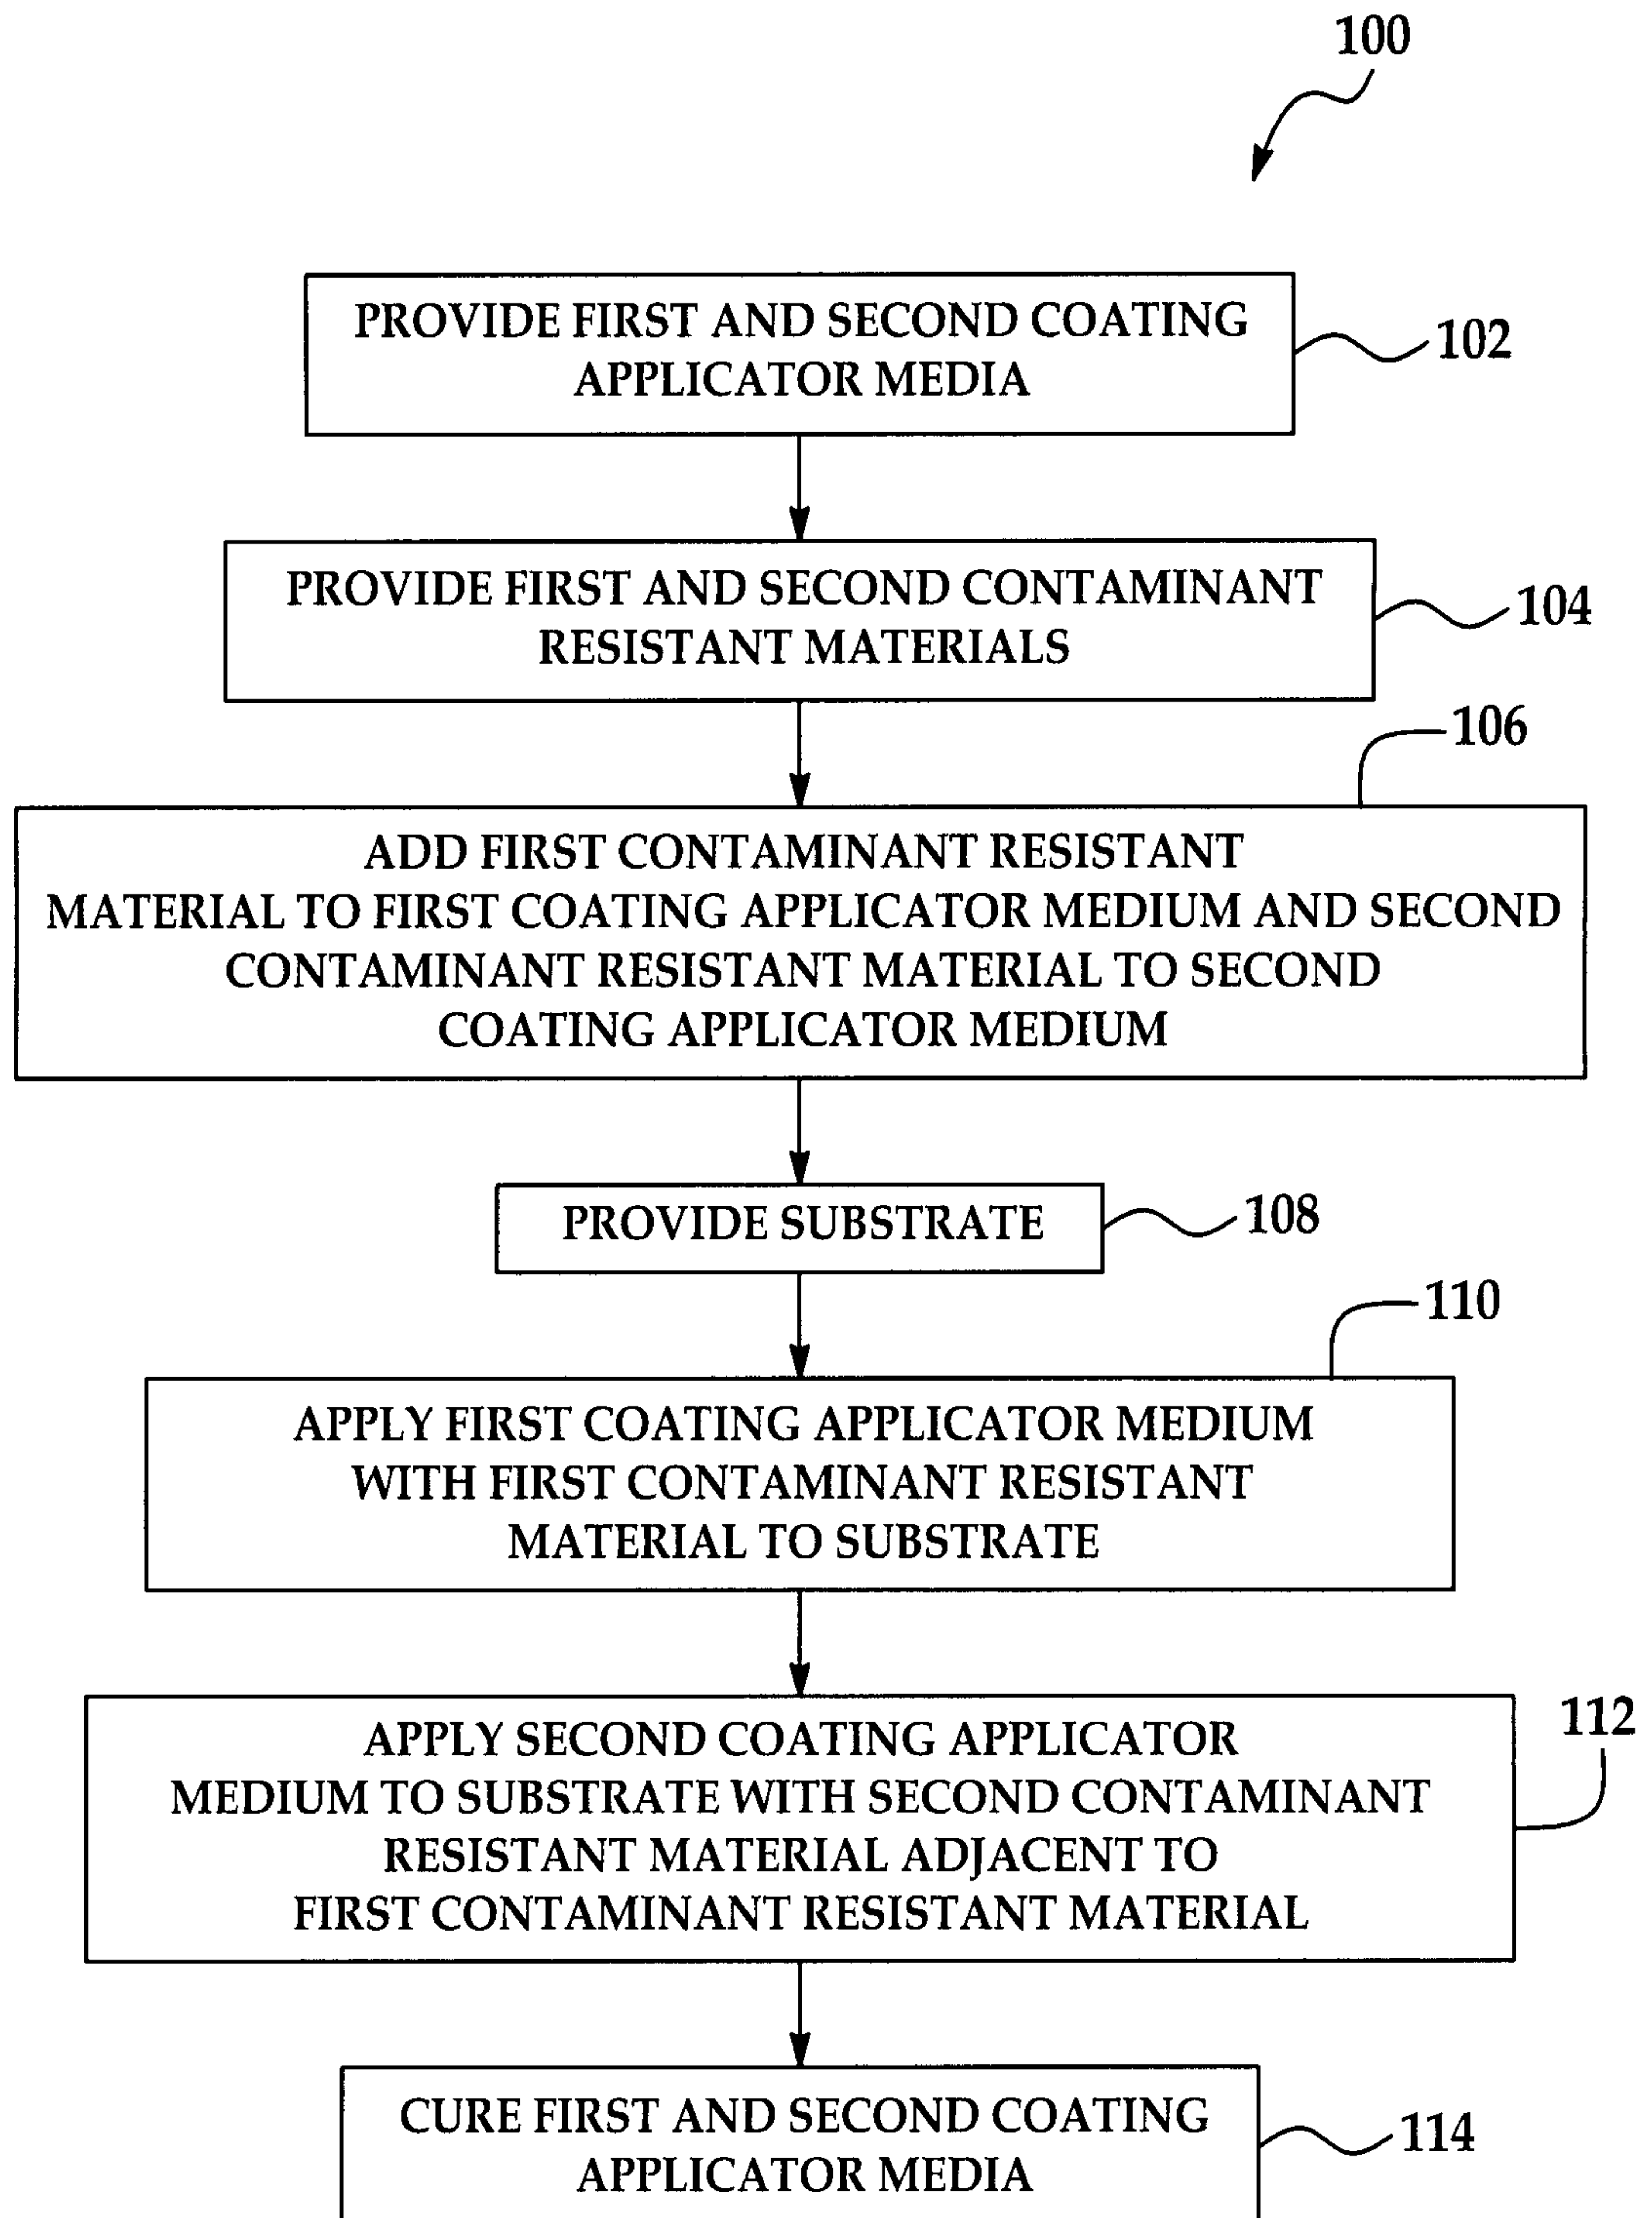 100
PROVIDE FIRST AND SECOND COATING
APPLICATOR MEDIA
102
PROVIDE FIRST AND SECOND CONTAMINANT
RESISTANT MATERIALS
104
106
ADD FIRST CONTAMINANT RESISTANT
MATERIAL TO FIRST COATING APPLICATOR MEDIUM AND SECOND
CONTAMINANT RESISTANT MATERIAL TO SECOND
COATING APPLICATOR MEDIUM
PROVIDE SUBSTRATE
108
110
APPLY FIRST COATING APPLICATOR MEDIUM
WITH FIRST CONTAMINANT RESISTANT
MATERIAL TO SUBSTRATE
112
APPLY SECOND COATING APPLICATOR
MEDIUM TO SUBSTRATE WITH SECOND CONTAMINANT
RESISTANT MATERIAL ADJACENT TO
FIRST CONTAMINANT RESISTANT MATERIAL
CURE FIRST AND SECOND COATING
APPLICATOR MEDIA
114